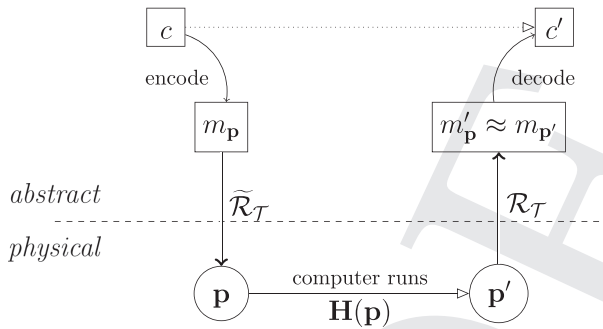 c c′
encode decode
m_𝐩 m′_𝐩 ≈ m_𝐩′
abstract
R̃_T R_T
physical
𝐩 computer runs 𝐩′
𝐇(𝐩)